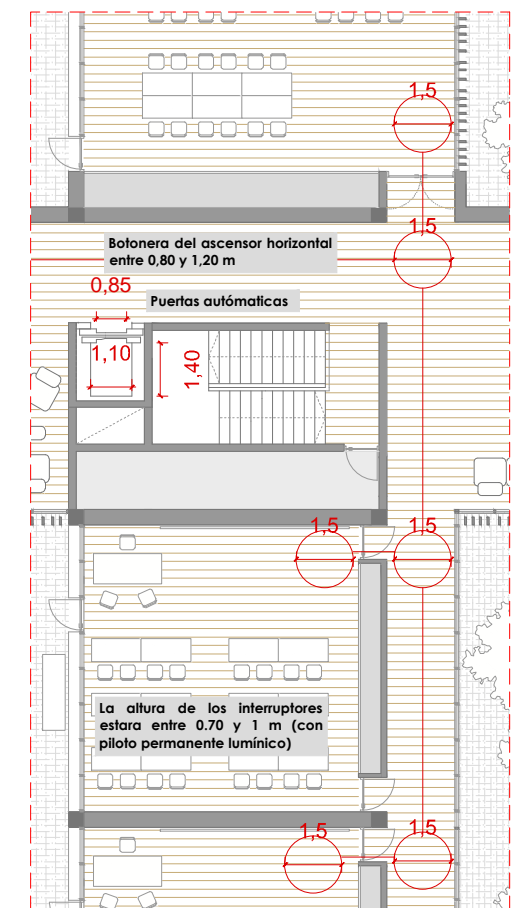 1,5
1,5
Botonera del ascensor horizontal
entre 0,80 y 1,20 m
0,85
Puertas autómaticas
1,10
1,40
1,5
1,5
La altura de los interruptores
estara entre 0.70 y 1 m (con
piloto permanente lumínico)
1,5
1,5